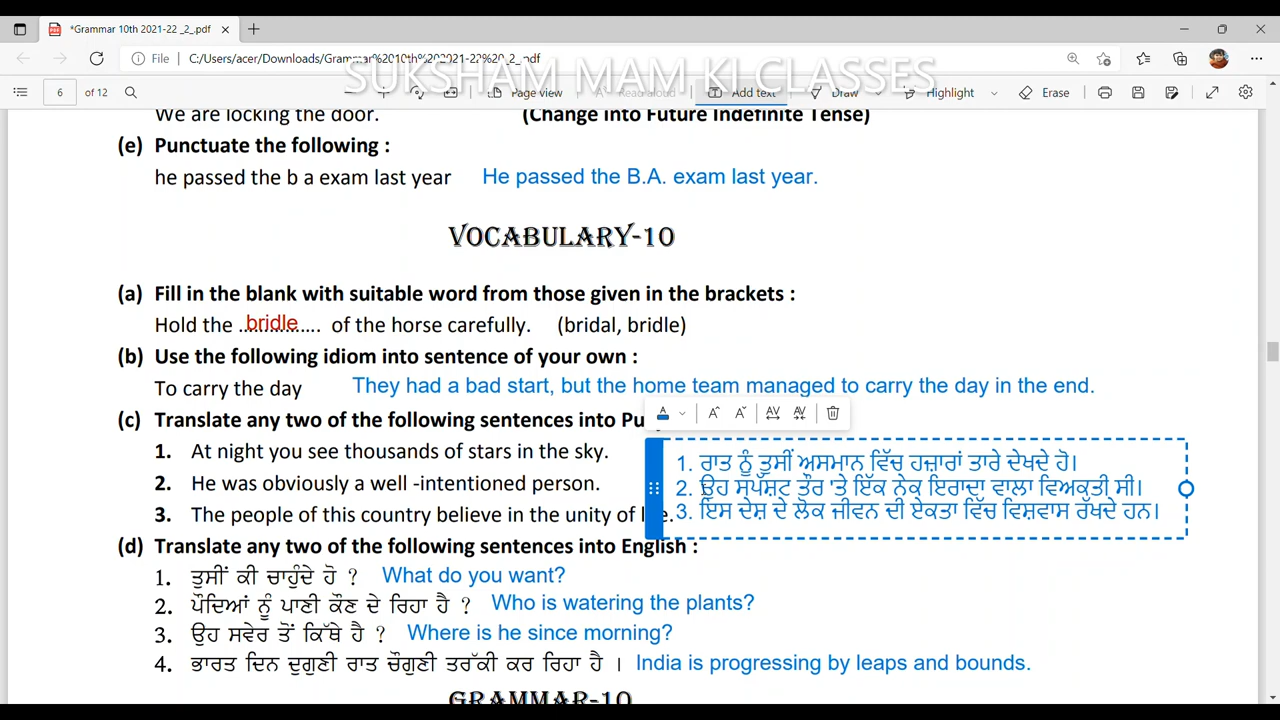 *Grammar 10th 2021-22 _2_.pdf
File C:/Users/acer/Downloads/Grammar%2010th%202021-22%20_2_.pdf
SUKSHAM MAM KI CLASSES
6 of 12 Page view Read aloud Add text Draw Highlight Erase
We are locking the door. (Change into Future Indefinite Tense)
(e) Punctuate the following :
he passed the b a exam last year He passed the B.A. exam last year.
VOCABULARY-10
(a) Fill in the blank with suitable word from those given in the brackets :
Hold the ..bridle.... of the horse carefully. (bridal, bridle)
(b) Use the following idiom into sentence of your own :
To carry the day They had a bad start, but the home team managed to carry the day in the end.
(c) Translate any two of the following sentences into Pu
1. At night you see thousands of stars in the sky. 1. ਰਾਤ ਨੂੰ ਤੁਸੀਂ ਅਸਮਾਨ ਵਿੱਚ ਹਜ਼ਾਰਾਂ ਤਾਰੇ ਦੇਖਦੇ ਹੋ।
2. He was obviously a well -intentioned person. 2. ਉਹ ਸਪੱਸ਼ਟ ਤੌਰ 'ਤੇ ਇੱਕ ਨੇਕ ਇਰਾਦਾ ਵਾਲਾ ਵਿਅਕਤੀ ਸੀ।
3. The people of this country believe in the unity of life. 3. ਇਸ ਦੇਸ਼ ਦੇ ਲੋਕ ਜੀਵਨ ਦੀ ਏਕਤਾ ਵਿੱਚ ਵਿਸ਼ਵਾਸ ਰੱਖਦੇ ਹਨ।
(d) Translate any two of the following sentences into English :
1. ਤੁਸੀਂ ਕੀ ਚਾਹੁੰਦੇ ਹੋ ? What do you want?
2. ਪੌਦਿਆਂ ਨੂੰ ਪਾਣੀ ਕੌਣ ਦੇ ਰਿਹਾ ਹੈ ? Who is watering the plants?
3. ਉਹ ਸਵੇਰ ਤੋਂ ਕਿੱਥੇ ਹੈ ? Where is he since morning?
4. ਭਾਰਤ ਦਿਨ ਦੁਗੁਣੀ ਰਾਤ ਚੌਗੁਣੀ ਤਰੱਕੀ ਕਰ ਰਿਹਾ ਹੈ । India is progressing by leaps and bounds.
GRAMMAR-10